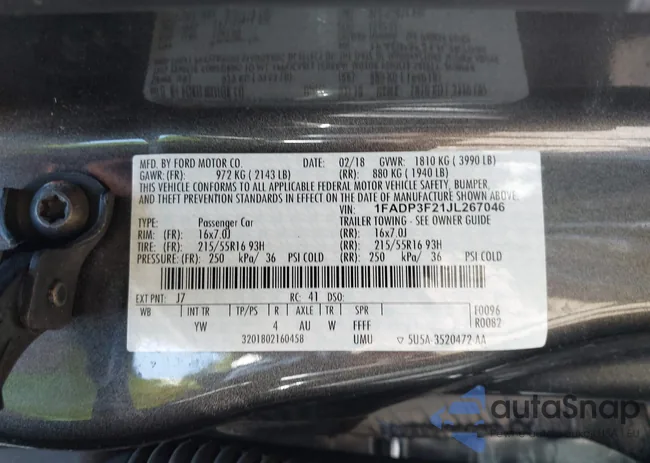 MFD. BY FORD MOTOR CO. DATE: 02/18 GVWR: 1810 KG ( 3990 LB)
GAWR: (FR): 972 KG ( 2143 LB) (RR): 880 KG ( 1940 LB)
THIS VEHICLE CONFORMS TO ALL APPLICABLE FEDERAL MOTOR VEHICLE SAFETY, BUMPER,
AND THEFT PREVENTION STANDARDS IN EFFECT ON THE DATE OF MANUFACTURE SHOWN ABOVE.
VIN: 1FADP3F21JL267046
TYPE: Passenger Car TRAILER TOWING - SEE OWNER GUIDE
RIM: (FR): 16x7.0J (RR): 16x7.0J
TIRE: (FR): 215/55R16 93H (RR): 215/55R16 93H
PRESSURE: (FR): 250 kPa/ 36 PSI COLD (RR): 250 kPa/ 36 PSI COLD
EXT PNT: J7 RC: 41 DSO:
WB INT TR TP/PS R AXLE TR SPR F0096
YW 4 AU W FFFF R0082
3201802160458 UMU 5U5A-3520472 AA
autoSnap